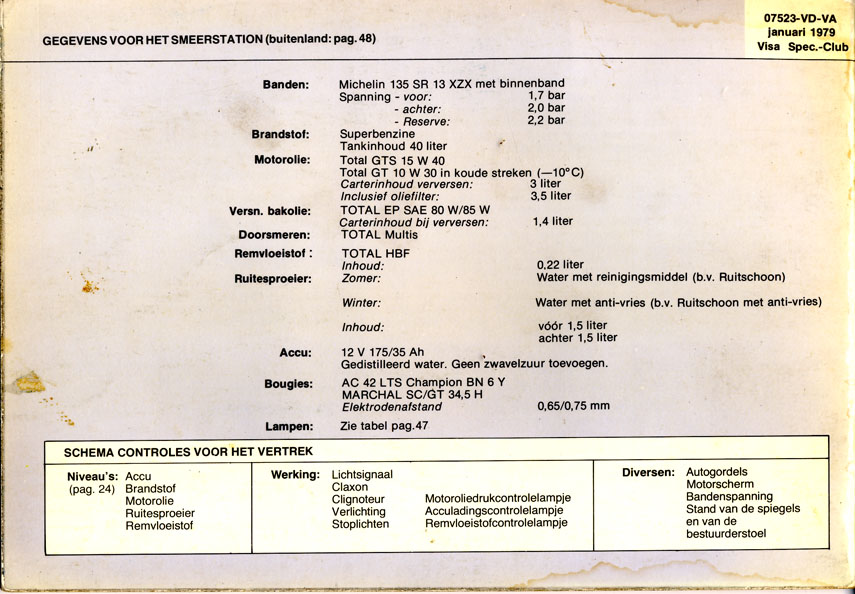 GEGEVENS VOOR HET SMEERSTATION (buitenland: pag. 48)
07523-VD-VA
januari 1979
Visa Spec.-Club
Banden: Michelin 135 SR 13 XZX met binnenband
Spanning - voor: 1,7 bar
- achter: 2,0 bar
- Reserve: 2,2 bar
Brandstof: Superbenzine
Tankinhoud 40 liter
Motorolie: Total GTS 15 W 40
Total GT 10 W 30 in koude streken (—10°C)
Carterinhoud verversen: 3 liter
Inclusief oliefilter: 3,5 liter
Versn. bakolie: TOTAL EP SAE 80 W/85 W
Carterinhoud bij verversen: 1,4 liter
Doorsmeren: TOTAL Multis
Remvloeistof : TOTAL HBF
Inhoud: 0,22 liter
Ruitesproeier: Zomer: Water met reinigingsmiddel (b.v. Ruitschoon)
Winter: Water met anti-vries (b.v. Ruitschoon met anti-vries)
Inhoud: vóór 1,5 liter
achter 1,5 liter
Accu: 12 V 175/35 Ah
Gedistilleerd water. Geen zwavelzuur toevoegen.
Bougies: AC 42 LTS Champion BN 6 Y
MARCHAL SC/GT 34,5 H
Elektrodenafstand 0,65/0,75 mm
Lampen: Zie tabel pag.47
SCHEMA CONTROLES VOOR HET VERTREK
Niveau's: Accu
(pag. 24) Brandstof
Motorolie
Ruitesproeier
Remvloeistof
Werking: Lichtsignaal
Claxon
Clignoteur Motoroliedrukcontrolelampje
Verlichting Acculadingscontrolelampje
Stoplichten Remvloeistofcontrolelampje
Diversen: Autogordels
Motorscherm
Bandenspanning
Stand van de spiegels
en van de
bestuurderstoel